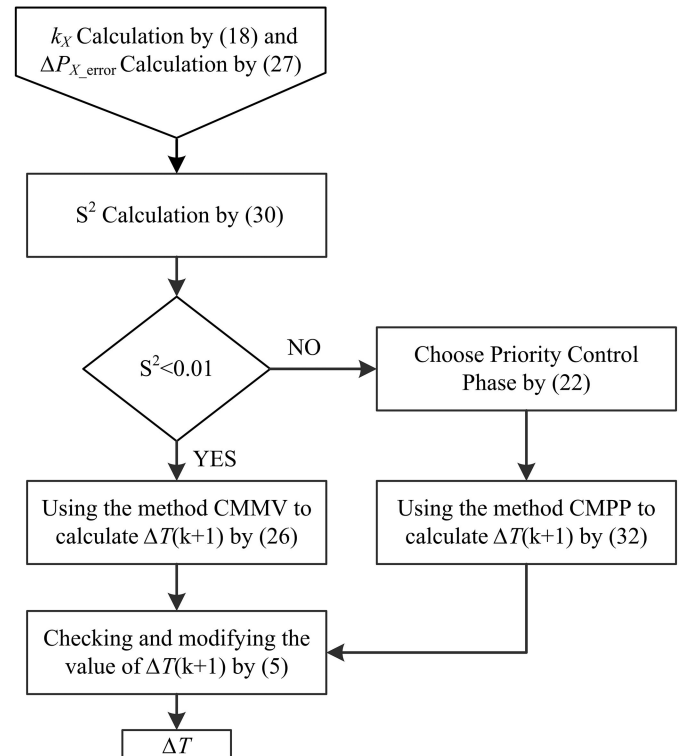 k_X Calculation by (18) and
ΔP_X_error Calculation by (27)
S² Calculation by (30)
S²<0.01
NO
Choose Priority Control
Phase by (22)
YES
Using the method CMMV to
calculate ΔT(k+1) by (26)
Using the method CMPP to
calculate ΔT(k+1) by (32)
Checking and modifying the
value of ΔT(k+1) by (5)
ΔT